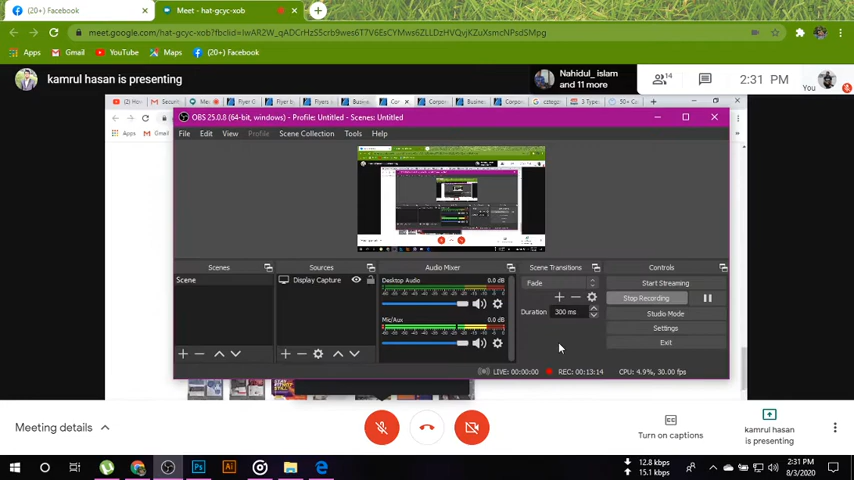 (20+) Facebook
Meet - hat-gcyc-xob
meet.google.com/hat-gcyc-xob?fbclid=IwAR2W_qADCrHzS5crb9wes6T7V6EsCYMws6ZLLDzHVQvjKZuXsmcNPsdSMpg
Apps
Gmail
YouTube
Maps
(20+) Facebook
kamrul hasan is presenting
Nahidul_ islam
and 11 more
14
2:31 PM
You
OBS 25.0.8 (64-bit, windows) - Profile: Untitled - Scenes: Untitled
File Edit View Profile Scene Collection Tools Help
Scenes
Sources
Audio Mixer
Scene Transitions
Controls
Scene
Display Capture
Desktop Audio 0.0 dB
Mic/Aux 0.0 dB
Fade
Duration 300 ms
Start Streaming
Stop Recording
Studio Mode
Settings
Exit
LIVE: 00:00:00
REC: 00:13:14
CPU: 4.9%, 30.00 fps
Meeting details
Turn on captions
kamrul hasan
is presenting
12.8 kbps
15.1 kbps
2:31 PM
8/3/2020